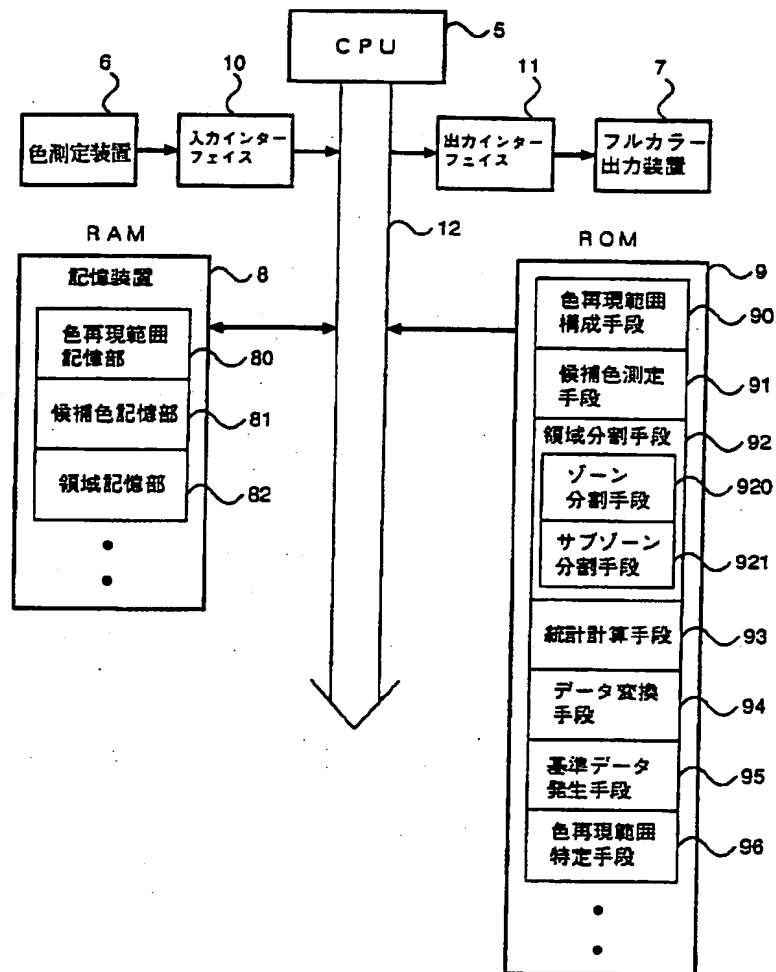 CPU
5
6
10
11
7
色測定装置
入力インター
フェイス
出力インター
フェイス
フルカラー
出力装置
12
RAM
記憶装置
8
色再現範囲
記憶部
80
候補色記憶部
81
領域記憶部
82
ROM
9
色再現範囲
構成手段
90
候補色測定
手段
91
領域分割手段
92
ゾーン
分割手段
920
サブゾーン
分割手段
921
統計計算手段
93
データ変換
手段
94
基準データ
発生手段
95
色再現範囲
特定手段
96